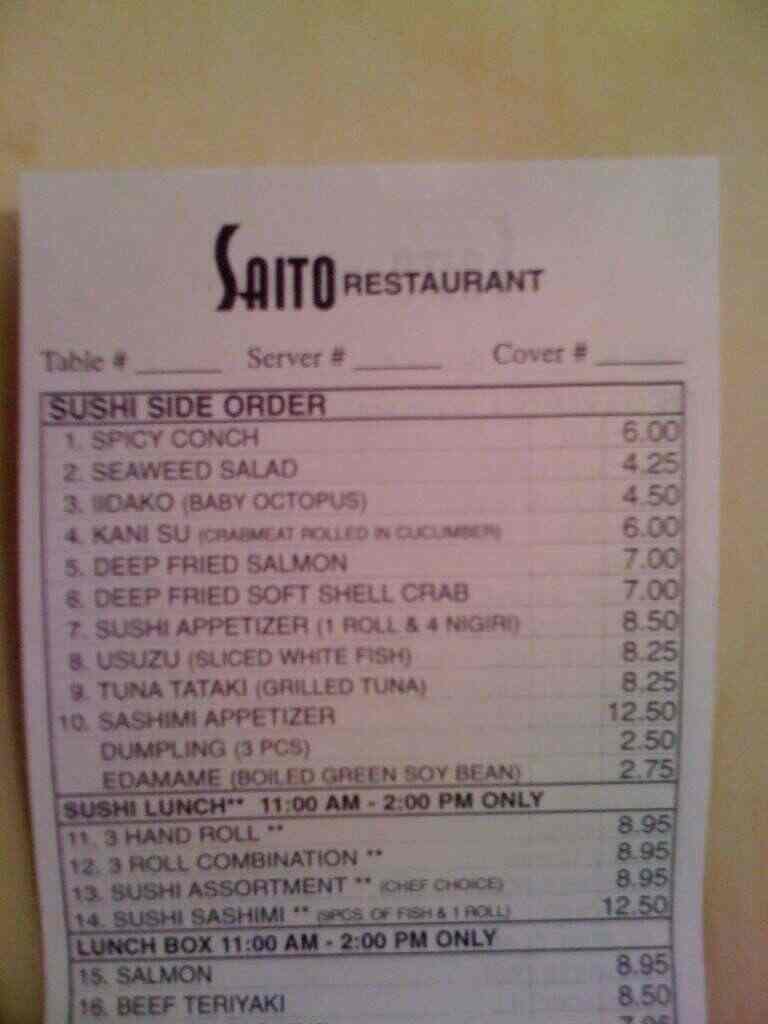 SAITO RESTAURANT
Table # ______ Server # ______ Cover # ______
SUSHI SIDE ORDER
1. SPICY CONCH 6.00
2. SEAWEED SALAD 4.25
3. IIDAKO (BABY OCTOPUS) 4.50
4. KANI SU (CRABMEAT ROLLED IN CUCUMBER) 6.00
5. DEEP FRIED SALMON 7.00
6. DEEP FRIED SOFT SHELL CRAB 7.00
7. SUSHI APPETIZER (1 ROLL & 4 NIGIRI) 8.50
8. USUZU (SLICED WHITE FISH) 8.25
9. TUNA TATAKI (GRILLED TUNA) 8.25
10. SASHIMI APPETIZER 12.50
DUMPLING (3 PCS) 2.50
EDAMAME (BOILED GREEN SOY BEAN) 2.75
SUSHI LUNCH** 11:00 AM - 2:00 PM ONLY
11. 3 HAND ROLL ** 8.95
12. 3 ROLL COMBINATION ** 8.95
13. SUSHI ASSORTMENT ** (CHEF CHOICE) 8.95
14. SUSHI SASHIMI ** (9PCS. OF FISH & 1 ROLL) 12.50
LUNCH BOX 11:00 AM - 2:00 PM ONLY
15. SALMON 8.95
16. BEEF TERIYAKI 8.50